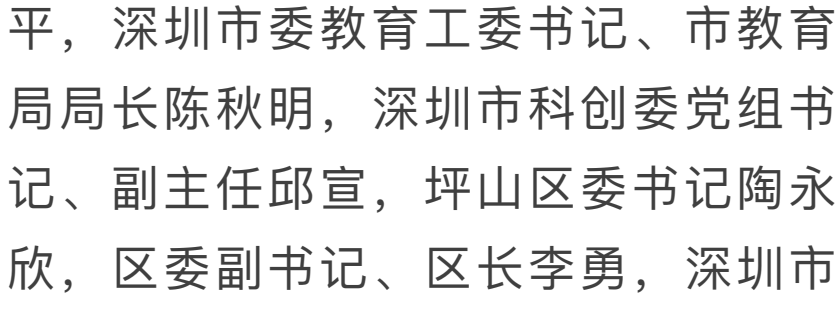 平，深圳市委教育工委书记、市教育
局局长陈秋明，深圳市科创委党组书
记、副主任邱宣，坪山区委书记陶永
欣，区委副书记、区长李勇，深圳市